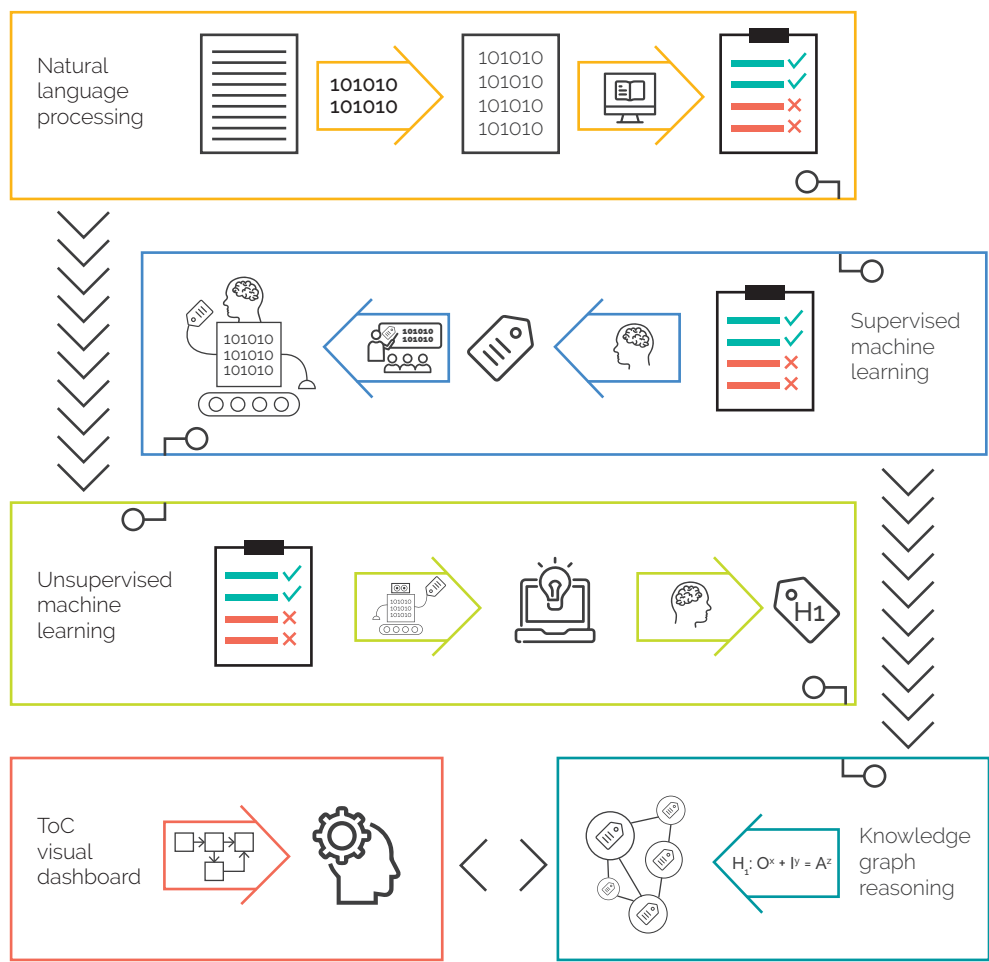 Natural
language
processing
101010
101010
101010
101010
101010
101010
101010
101010
101010
101010
101010
Supervised
machine
learning
Unsupervised
machine
learning
101010
101010
101010
H1
ToC
visual
dashboard
H₁: Oˣ + Iʸ = Aᶻ
Knowledge
graph
reasoning